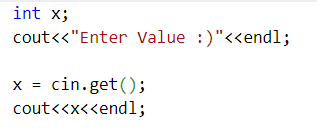 int x;
cout<<"Enter Value :)"<<endl;
x = cin.get();
cout<<x<<endl;